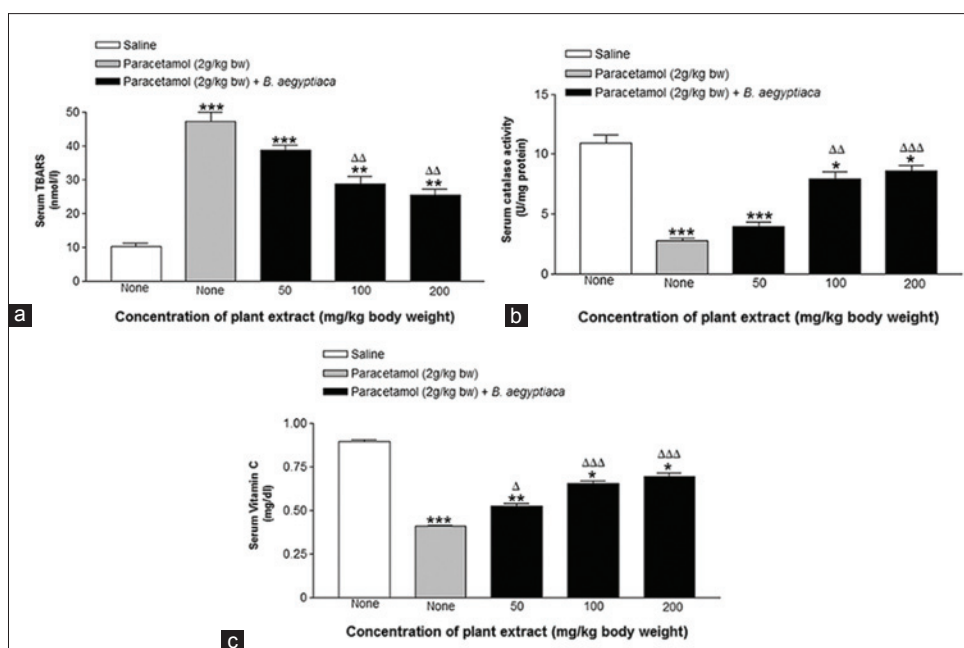 Saline
Paracetamol (2g/kg bw)
Paracetamol (2g/kg bw) + B. aegyptiaca
Serum TBARS
(nmol/l)
50
40
30
20
10
0
***
***
ΔΔ
**
ΔΔ
**
None
None
50
100
200
Concentration of plant extract (mg/kg body weight)
a
Saline
Paracetamol (2g/kg bw)
Paracetamol (2g/kg bw) + B. aegyptiaca
Serum catalase activity
(U/mg protein)
15
10
5
0
***
***
ΔΔ
*
ΔΔΔ
*
None
None
50
100
200
Concentration of plant extract (mg/kg body weight)
b
Saline
Paracetamol (2g/kg bw)
Paracetamol (2g/kg bw) + B. aegyptiaca
Serum Vitamin C
(mg/dl)
1.00
0.75
0.50
0.25
0
***
Δ
**
ΔΔΔ
*
ΔΔΔ
*
None
None
50
100
200
Concentration of plant extract (mg/kg body weight)
c